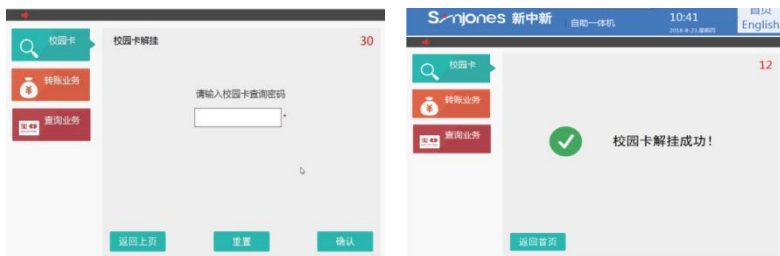 校园卡
校园卡解挂
30
转账业务
请输入校园卡查询密码
查询业务
返回上页
重置
确认
Synjones 新中新
自助一体机
10:41
首页
English
校园卡
12
转账业务
查询业务
校园卡解挂成功！
返回首页